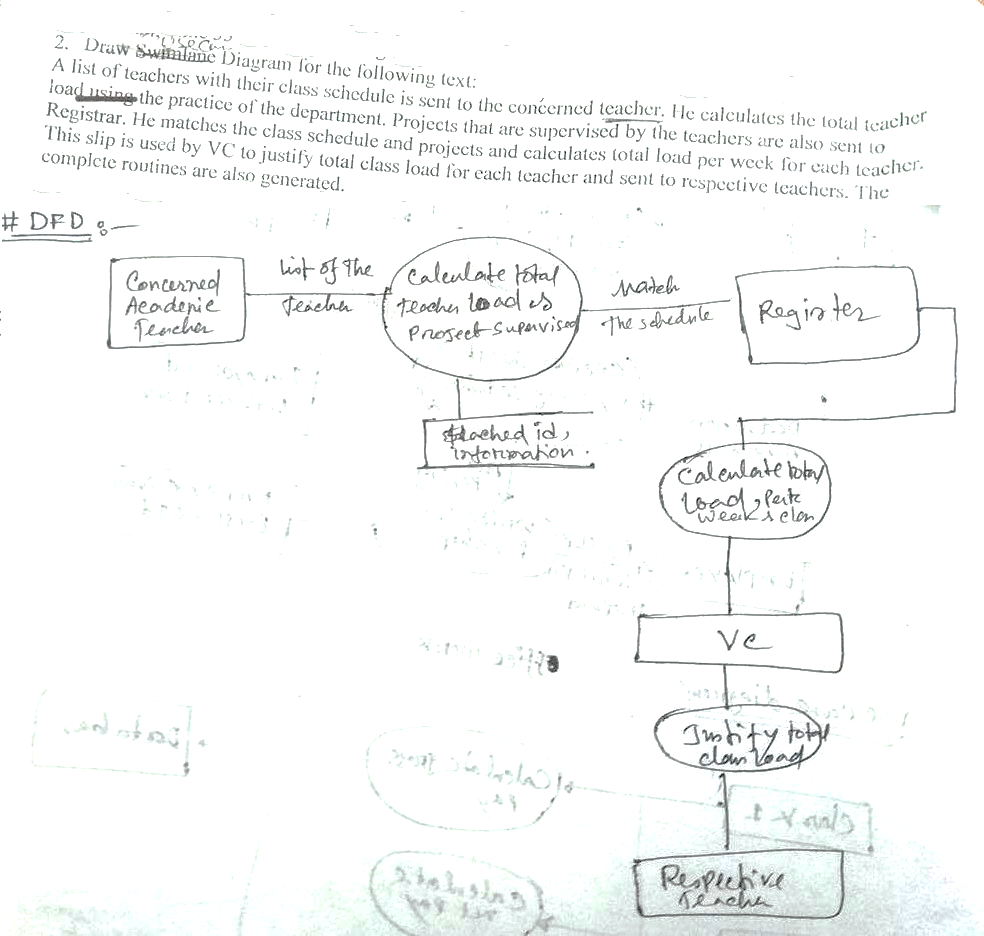 Usecase
2. Draw Swimlane Diagram for the following text:
A list of teachers with their class schedule is sent to the concerned teacher. He calculates the total teacher
load using the practice of the department. Projects that are supervised by the teachers are also sent to
Registrar. He matches the class schedule and projects and calculates total load per week for each teacher.
This slip is used by VC to justify total class load for each teacher and sent to respective teachers. The
complete routines are also generated.
# DFD :-
Concerned
Academic
Teacher
List of The
Teacher
Calculate total
Teacher load &
Project Supervised
Match
The schedule
Register
id,
information.
Calculate total
Load,
Week &
VC
Justify total
class load
Respective
Teacher